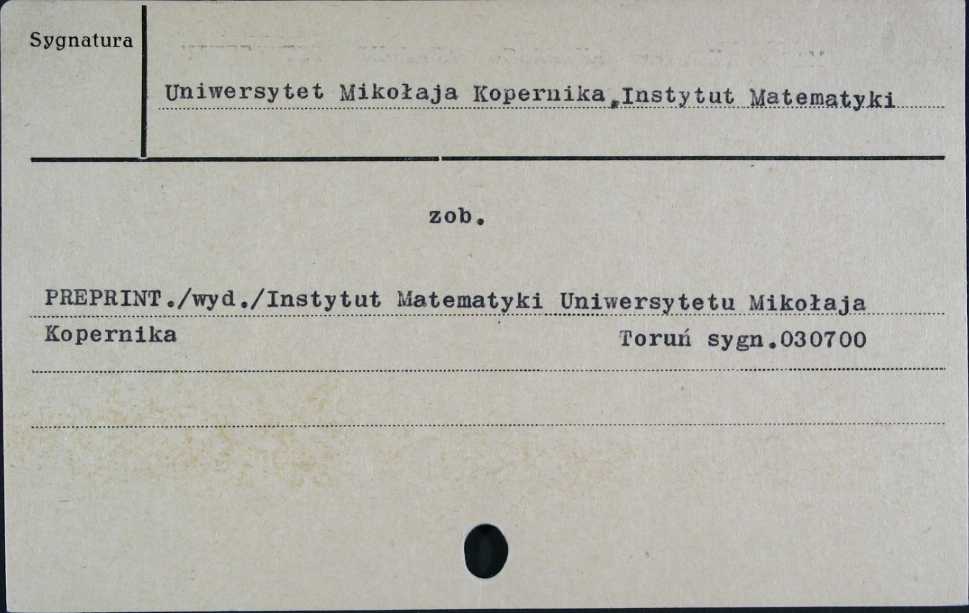 Sygnatura
Uniwersytet Mikołaja Kopernika,Instytut Matematyki
zob.
PREPRINT./wyd./Instytut Matematyki Uniwersytetu Mikołaja
Kopernika Toruń sygn.030700